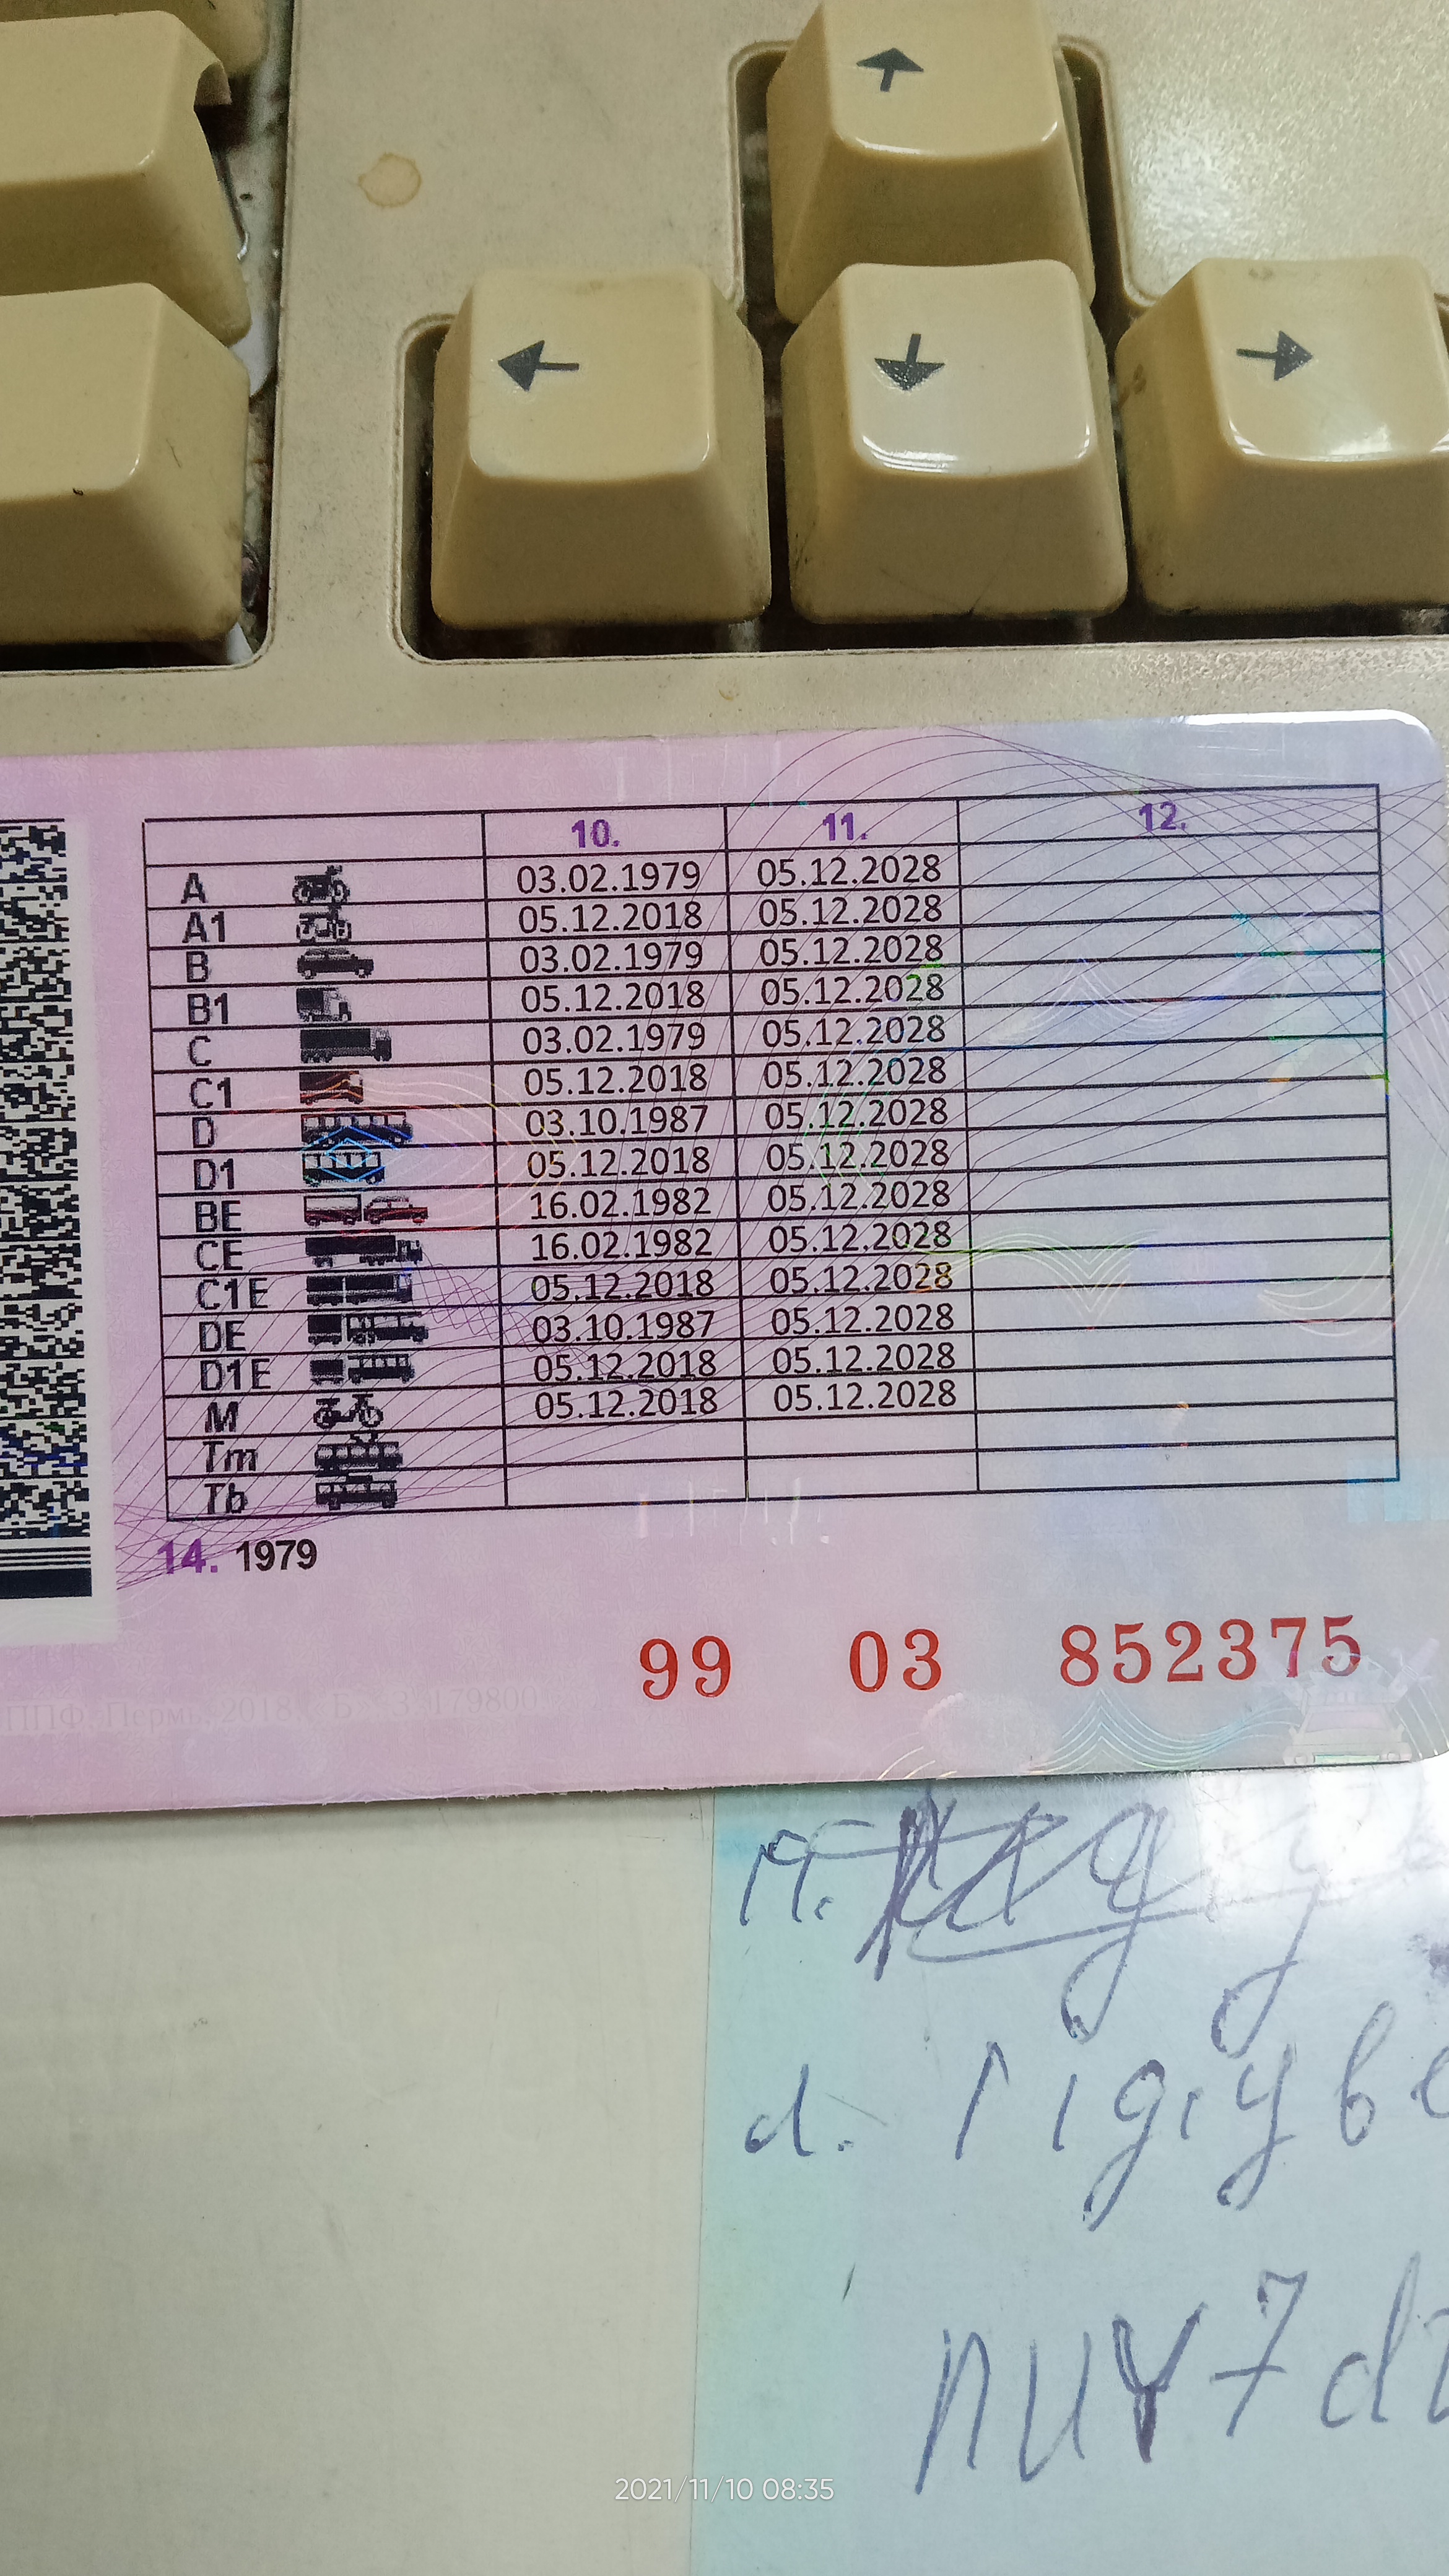 10. 11. 12.
A 03.02.1979 05.12.2028
A1 05.12.2018 05.12.2028
B 03.02.1979 05.12.2028
B1 05.12.2018 05.12.2028
C 03.02.1979 05.12.2028
C1 05.12.2018 05.12.2028
D 03.10.1987 05.12.2028
D1 05.12.2018 05.12.2028
BE 16.02.1982 05.12.2028
CE 16.02.1982 05.12.2028
C1E 05.12.2018 05.12.2028
DE 03.10.1987 05.12.2028
D1E 05.12.2018 05.12.2028
M 05.12.2018 05.12.2028
Tm
Tb
14. 1979
99 03 852375
ППФ, Пермь, 2018, «Б»
2021/11/10 08:35